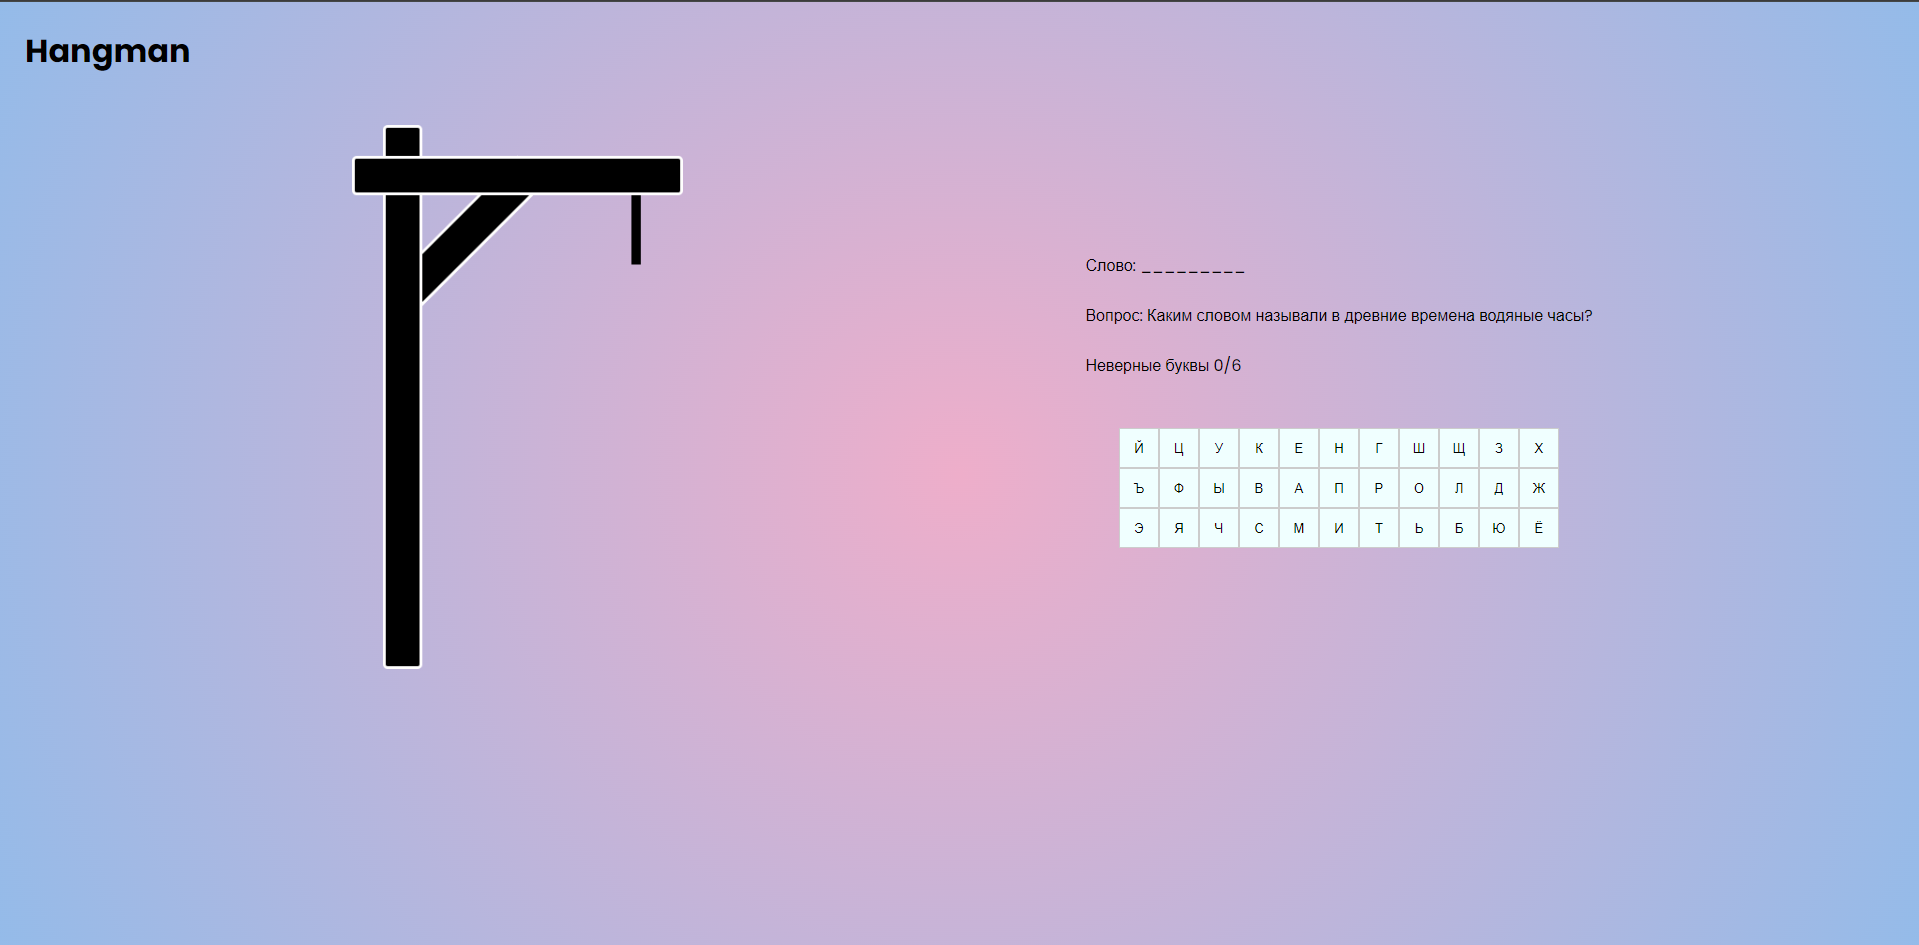 Hangman
Слово: _ _ _ _ _ _ _ _ _
Вопрос: Каким словом называли в древние времена водяные часы?
Неверные буквы 0/6
Й Ц У К Е Н Г Ш Щ З Х
Ъ Ф Ы В А П Р О Л Д Ж
Э Я Ч С М И Т Ь Б Ю Ё